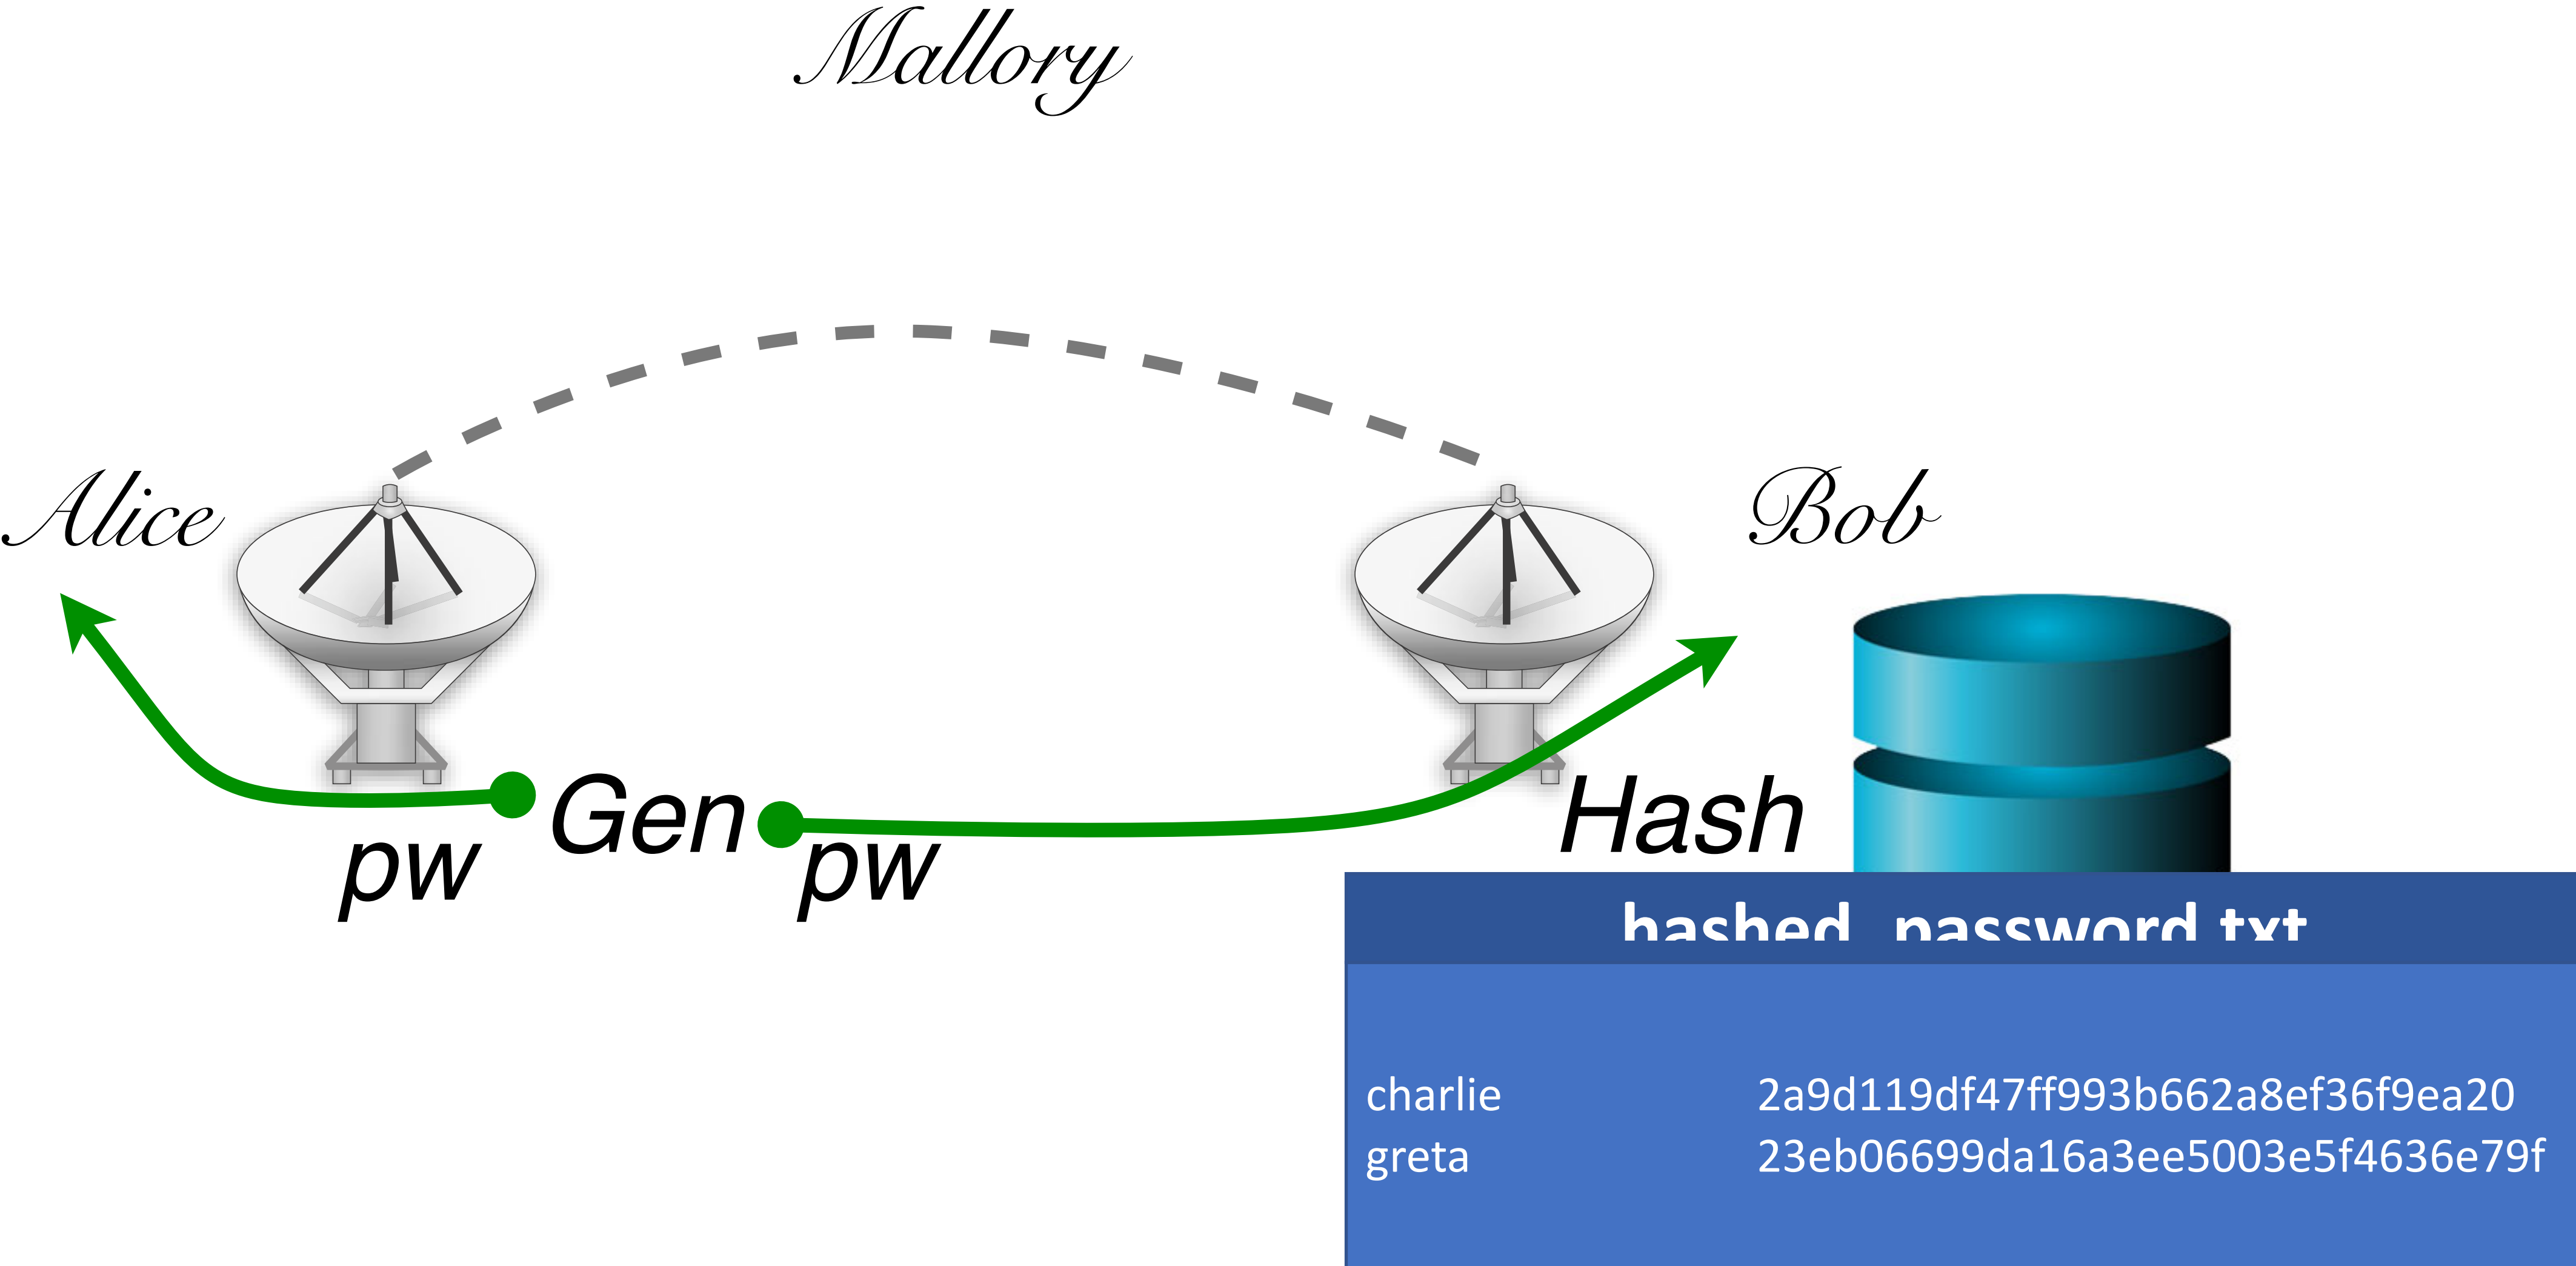 Mallory
Alice
Bob
Gen
Hash
pw
pw
hashed_password.txt
charlie 2a9d119df47ff993b662a8ef36f9ea20
greta 23eb06699da16a3ee5003e5f4636e79f